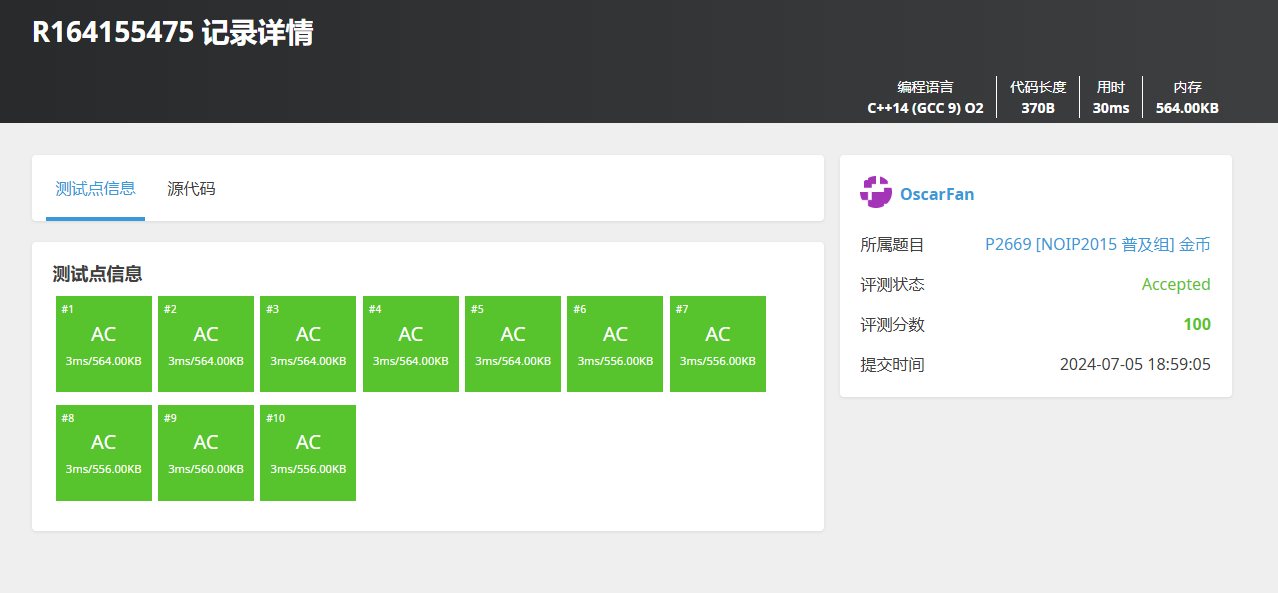 R164155475 记录详情
编程语言 代码长度 用时 内存
C++14 (GCC 9) O2 370B 30ms 564.00KB
测试点信息 源代码
测试点信息
#1 #2 #3 #4 #5 #6 #7
AC AC AC AC AC AC AC
3ms/564.00KB 3ms/564.00KB 3ms/564.00KB 3ms/564.00KB 3ms/564.00KB 3ms/556.00KB 3ms/556.00KB
#8 #9 #10
AC AC AC
3ms/556.00KB 3ms/560.00KB 3ms/556.00KB
OscarFan
所属题目 P2669 [NOIP2015 普及组] 金币
评测状态 Accepted
评测分数 100
提交时间 2024-07-05 18:59:05